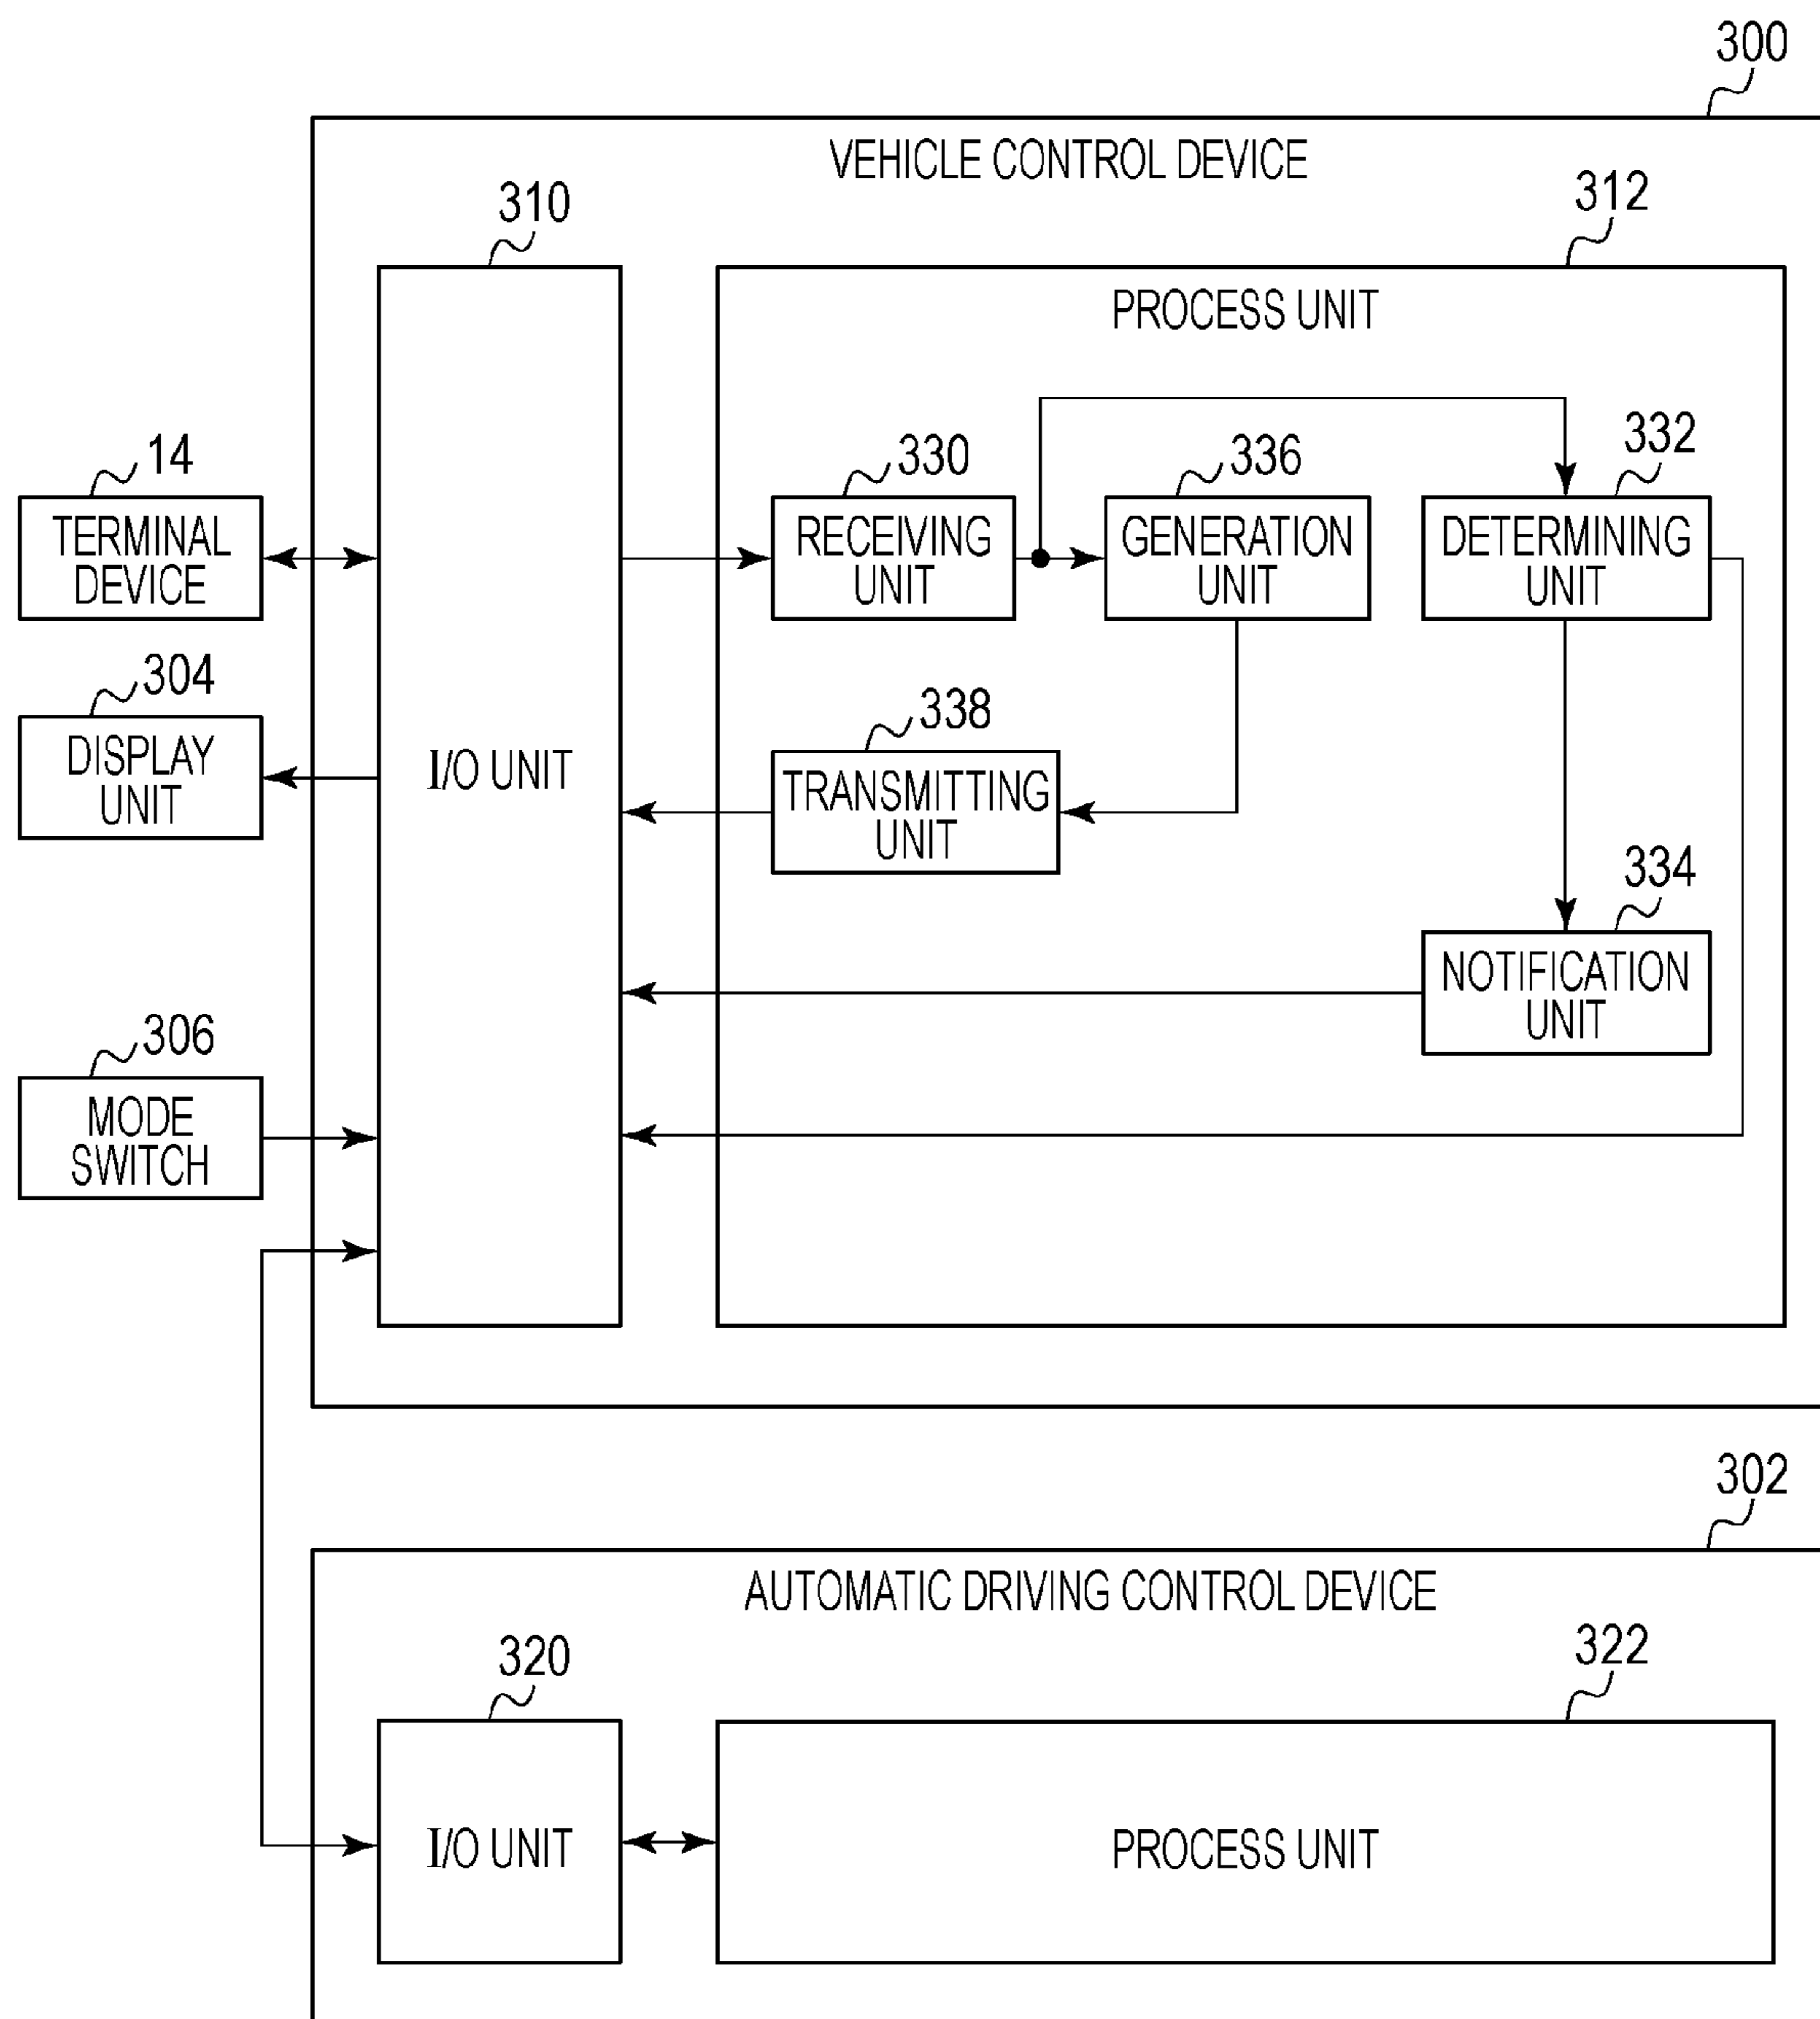 300
VEHICLE CONTROL DEVICE
310
312
PROCESS UNIT
14
TERMINAL
DEVICE
330
RECEIVING
UNIT
336
GENERATION
UNIT
332
DETERMINING
UNIT
304
DISPLAY
UNIT
I/O UNIT
338
TRANSMITTING
UNIT
334
NOTIFICATION
UNIT
306
MODE
SWITCH
302
AUTOMATIC DRIVING CONTROL DEVICE
320
322
I/O UNIT
PROCESS UNIT